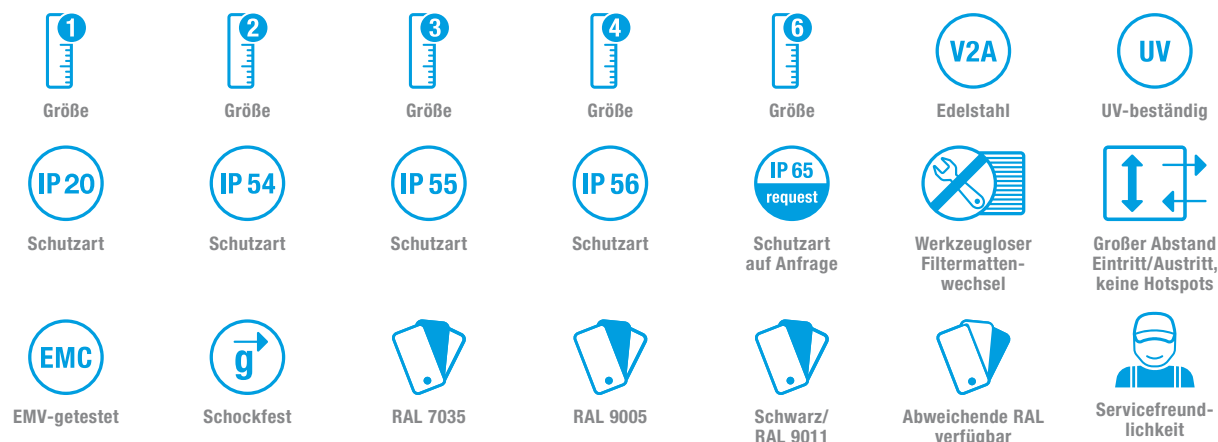 1
2
3
4
6
V2A
UV
Größe
Größe
Größe
Größe
Größe
Edelstahl
UV-beständig
IP 20
IP 54
IP 55
IP 56
IP 65
request
Schutzart
Schutzart
Schutzart
Schutzart
Schutzart
auf Anfrage
Werkzeugloser
Filtermatten-
wechsel
Großer Abstand
Eintritt/Austritt,
keine Hotspots
EMC
g
EMV-getestet
Schockfest
RAL 7035
RAL 9005
Schwarz/
RAL 9011
Abweichende RAL
verfügbar
Servicefreund-
lichkeit